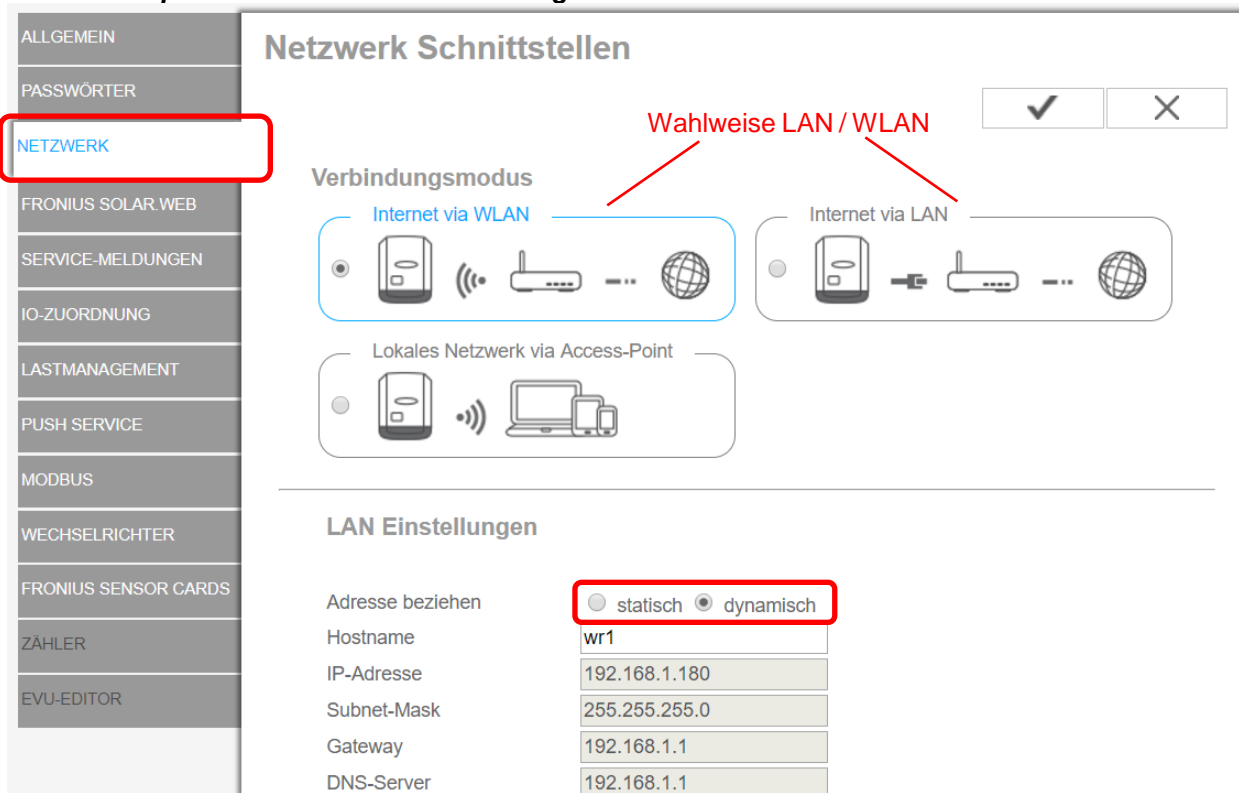 ALLGEMEIN
PASSWÖRTER
NETZWERK
FRONIUS SOLAR.WEB
SERVICE-MELDUNGEN
IO-ZUORDNUNG
LASTMANAGEMENT
PUSH SERVICE
MODBUS
WECHSELRICHTER
FRONIUS SENSOR CARDS
ZÄHLER
EVU-EDITOR
Netzwerk Schnittstellen
Wahlweise LAN / WLAN
Verbindungsmodus
Internet via WLAN
Internet via LAN
Lokales Netzwerk via Access-Point
LAN Einstellungen
Adresse beziehen statisch dynamisch
Hostname wr1
IP-Adresse 192.168.1.180
Subnet-Mask 255.255.255.0
Gateway 192.168.1.1
DNS-Server 192.168.1.1